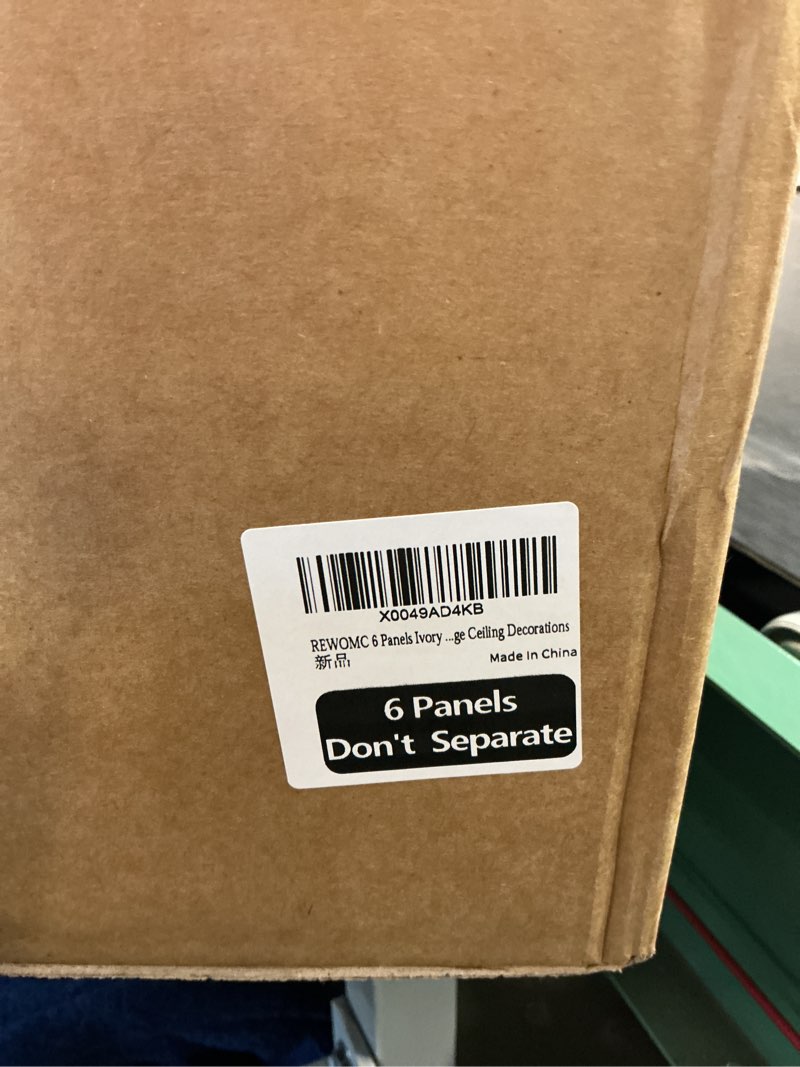 X0049AD4KB
REWOMC 6 Panels Ivory ...ge Ceiling Decorations
新品
Made In China
6 Panels
Don't Separate